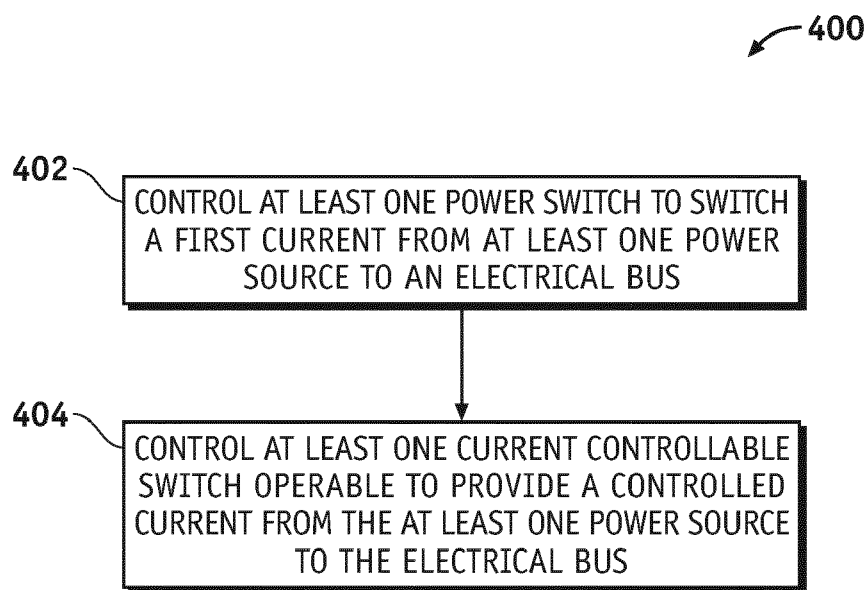 400
402
CONTROL AT LEAST ONE POWER SWITCH TO SWITCH
A FIRST CURRENT FROM AT LEAST ONE POWER
SOURCE TO AN ELECTRICAL BUS
404
CONTROL AT LEAST ONE CURRENT CONTROLLABLE
SWITCH OPERABLE TO PROVIDE A CONTROLLED
CURRENT FROM THE AT LEAST ONE POWER SOURCE
TO THE ELECTRICAL BUS